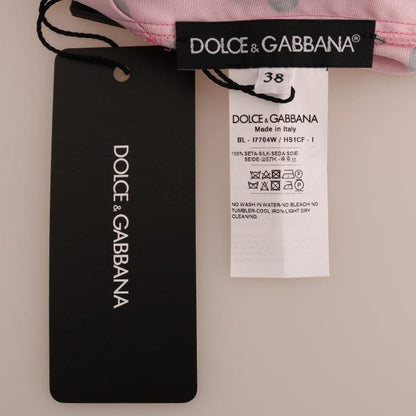 DOLCE & GABBANA®
38
DOLCE & GABBANA
Made in Italy
BL - I7704W / HS1CF - I
100% SETA-SILK-SEDA-SOIE-
NO WASH IN WATER-NO BLEACH-NO
TUMBLER-COOL IRON-LIGHT DRY
CLEANING
DOLCE & GABBANA